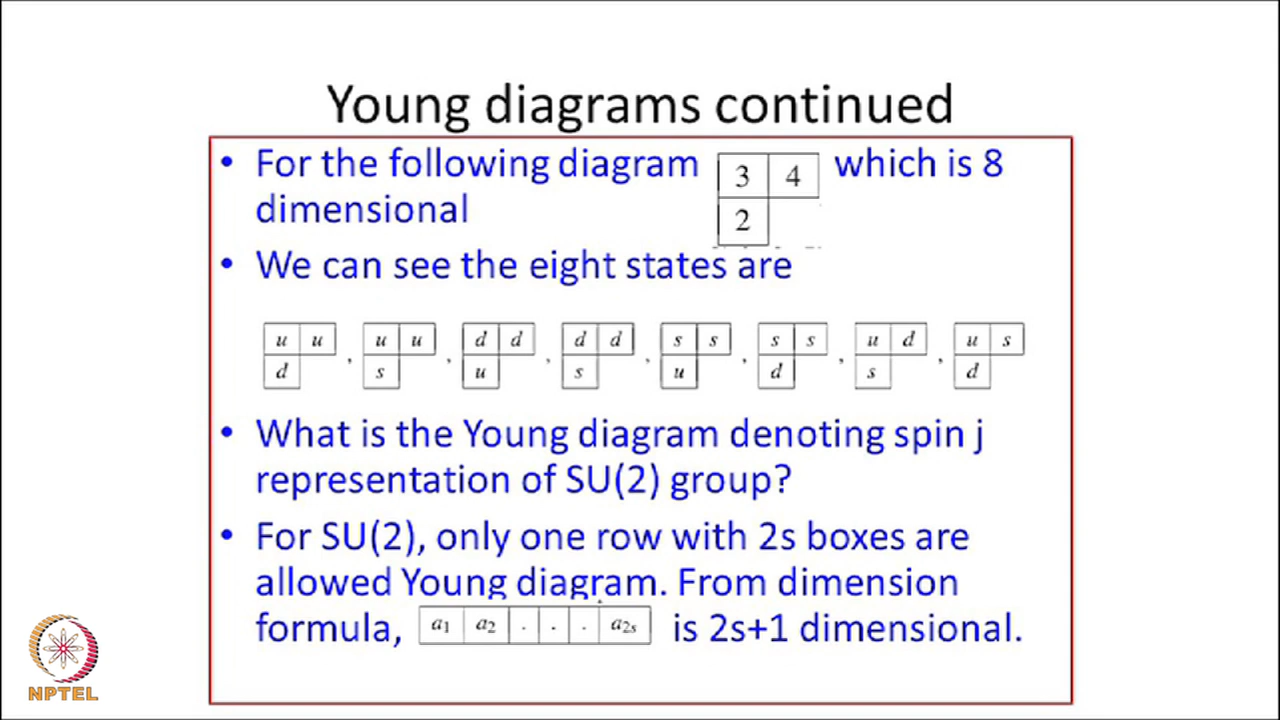 Young diagrams continued
• For the following diagram 3 4 which is 8
2
dimensional
• We can see the eight states are
u u , u u , d d , d d , s s , s s , u d , u s
d s u s u d s d
• What is the Young diagram denoting spin j
representation of SU(2) group?
• For SU(2), only one row with 2s boxes are
allowed Young diagram. From dimension
formula, a₁ a₂ . . . a₂ₛ is 2s+1 dimensional.
NPTEL